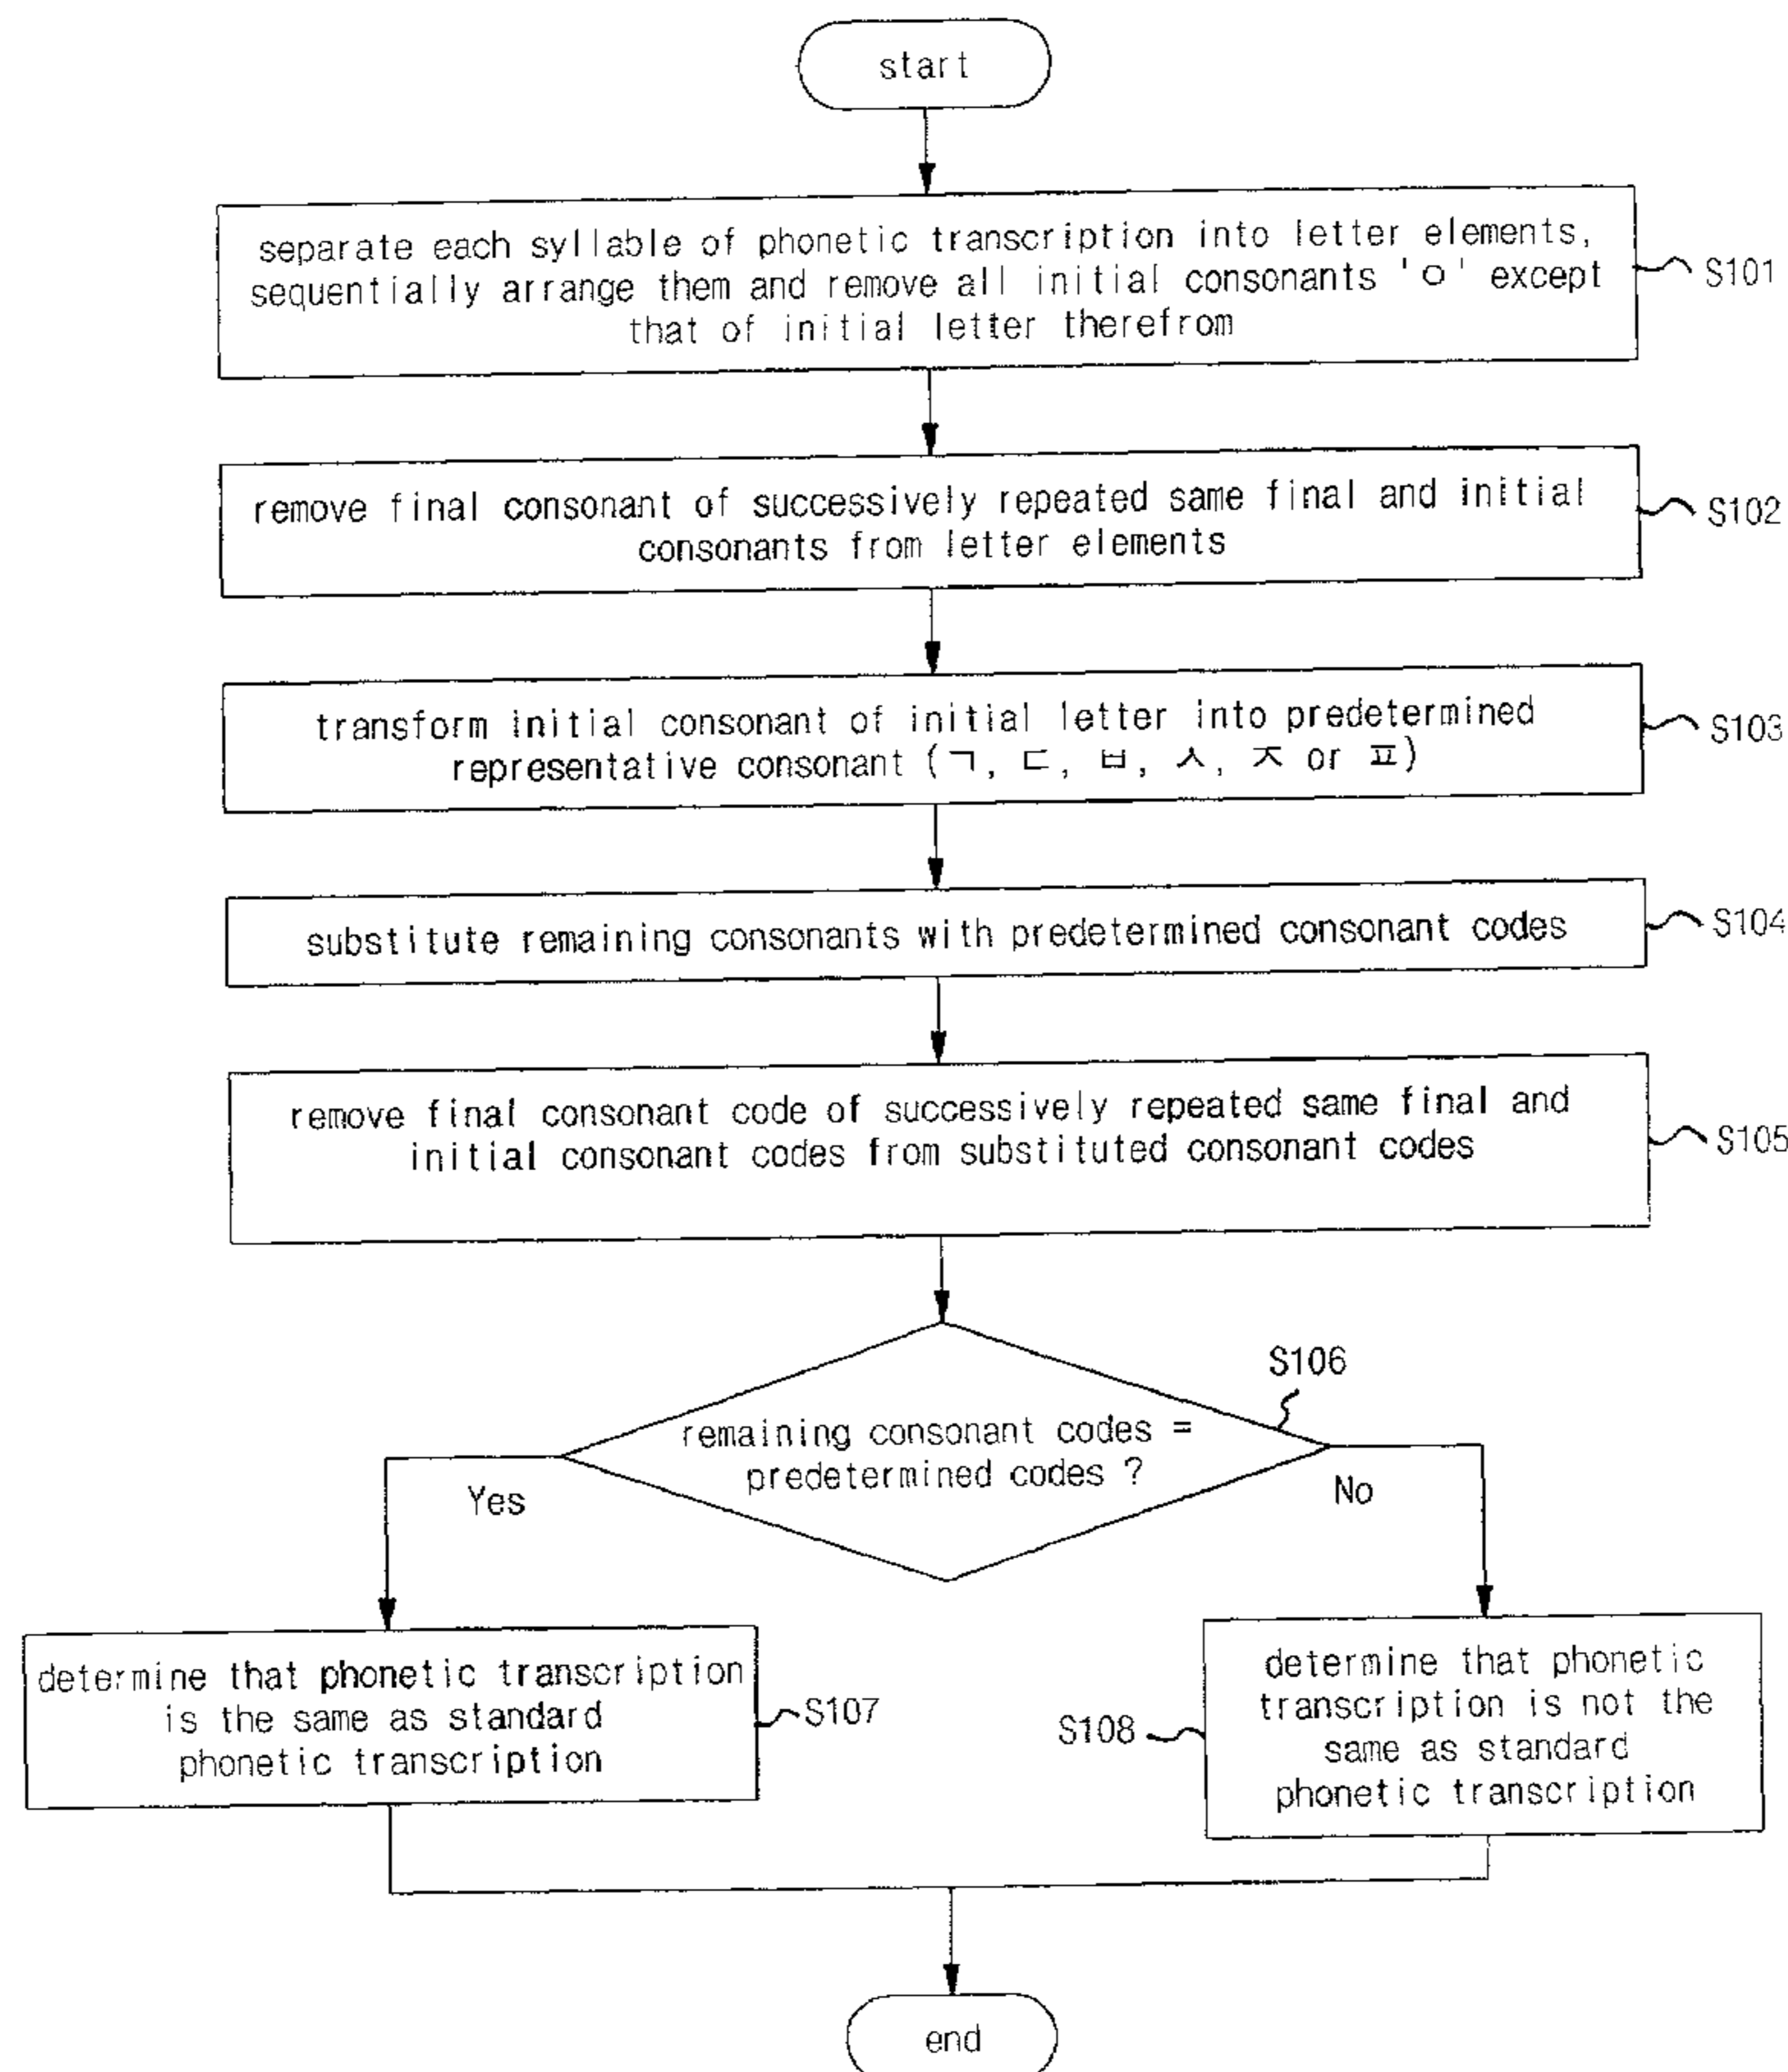 start
separate each syllable of phonetic transcription into letter elements,
sequentially arrange them and remove all initial consonants 'ㅇ' except
that of initial letter therefrom
S101
remove final consonant of successively repeated same final and initial
consonants from letter elements
S102
transform initial consonant of initial letter into predetermined
representative consonant (ㄱ, ㄷ, ㅂ, ㅅ, ㅈ or ㅍ)
S103
substitute remaining consonants with predetermined consonant codes
S104
remove final consonant code of successively repeated same final and
initial consonant codes from substituted consonant codes
S105
S106
remaining consonant codes =
predetermined codes ?
Yes
No
determine that phonetic transcription
is the same as standard
phonetic transcription
S107
S108
determine that phonetic
transcription is not the
same as standard
phonetic transcription
end